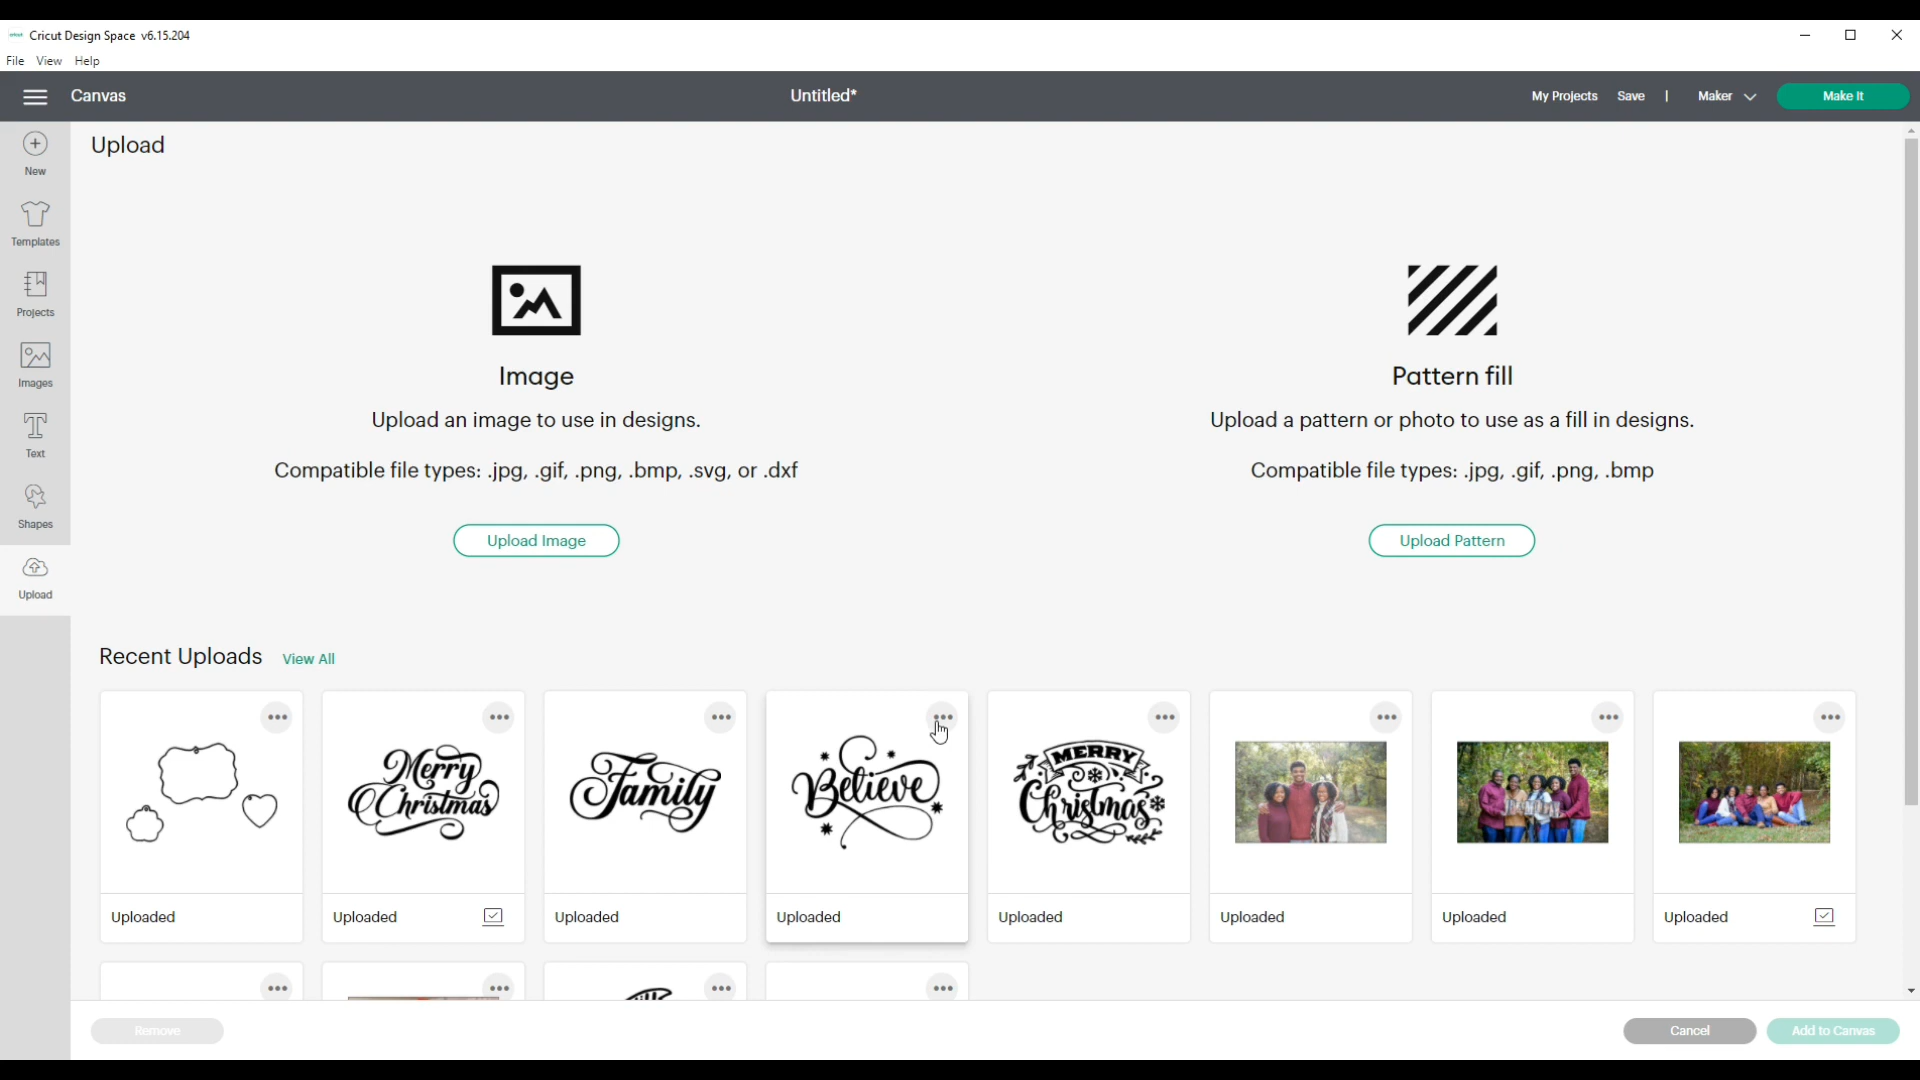 Cricut Design Space v6.15.204
File View Help
Canvas
Untitled*
My Projects Save | Maker Make It
New
Templates
Projects
Images
Text
Shapes
Upload
Upload
Image
Upload an image to use in designs.
Compatible file types: .jpg, .gif, .png, .bmp, .svg, or .dxf
Upload Image
Pattern fill
Upload a pattern or photo to use as a fill in designs.
Compatible file types: .jpg, .gif, .png, .bmp
Upload Pattern
Recent Uploads View All
Merry
Christmas
Family
Believe
MERRY
Christmas
Uploaded
Uploaded
Uploaded
Uploaded
Uploaded
Uploaded
Uploaded
Uploaded
Remove
Cancel
Add to Canvas